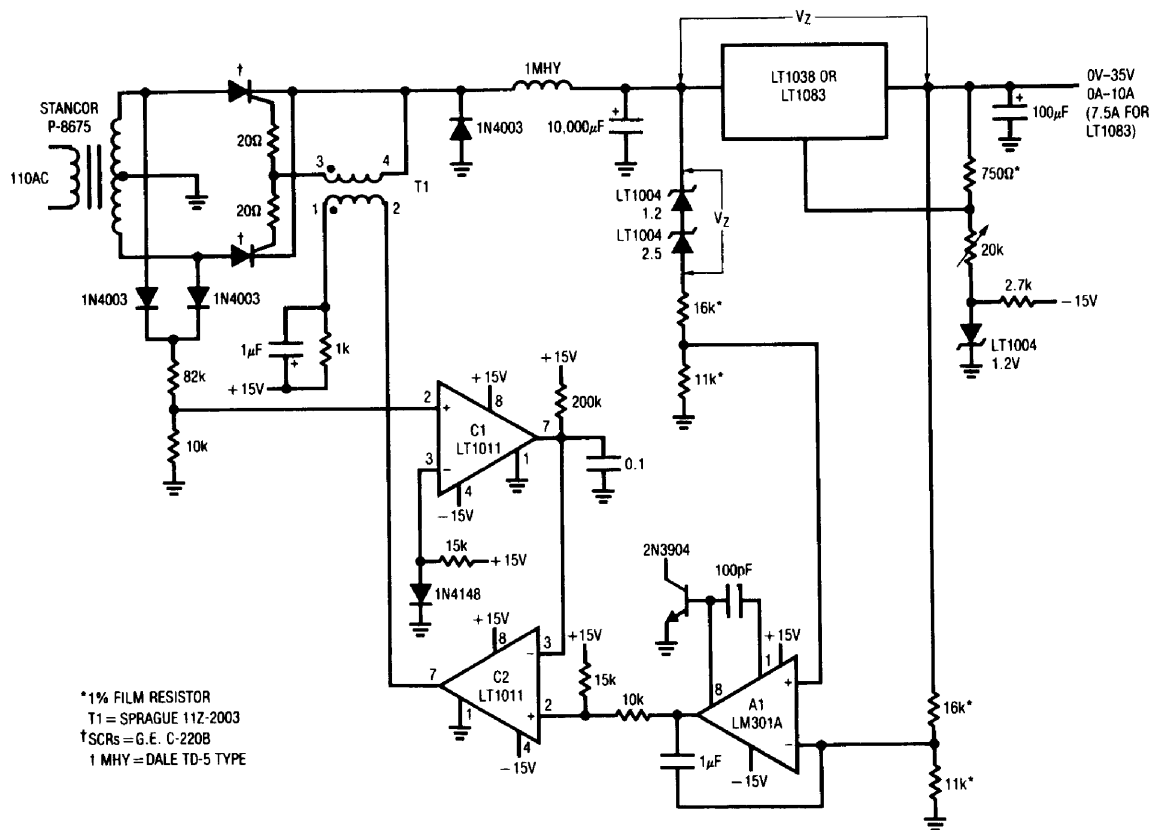 VZ
1MHY
LT1038 OR
LT1083
0V–35V
0A–10A
(7.5A FOR
LT1083)
†
STANCOR
P-8675
110AC
20Ω
20Ω
†
3
4
T1
1
2
1N4003
+
10,000μF
+
100μF
750Ω*
LT1004
1.2
LT1004
2.5
VZ
20k
2.7k
–15V
LT1004
1.2V
16k*
11k*
1N4003
1N4003
1μF
+
1k
+15V
82k
10k
+15V
+15V
200k
2
+
8
C1
LT1011
7
3
–
1
4
–15V
0.1
15k
+15V
1N4148
2N3904
100pF
+15V
8
3
–
7
C2
LT1011
1
2
+
4
–15V
+15V
15k
10k
+15V
1
8
+
A1
LM301A
–
–15V
1μF
16k*
11k*
*1% FILM RESISTOR
T1 = SPRAGUE 11Z-2003
†SCRs = G.E. C-220B
1 MHY = DALE TD-5 TYPE